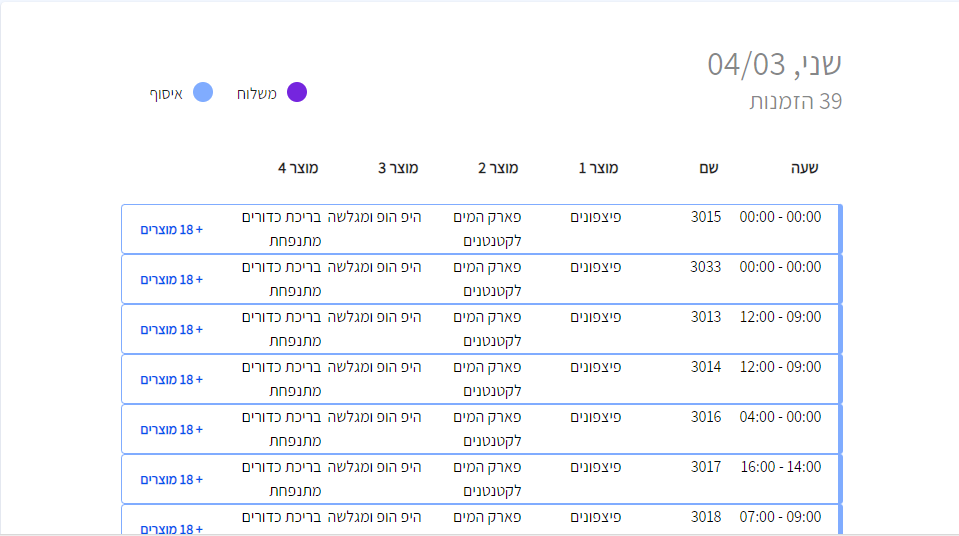 שני, 04/03
39 הזמנות
משלוח איסוף
שעה שם מוצר 1 מוצר 2 מוצר 3 מוצר 4
00:00 - 00:00 3015 פיצפונים פארק המים היפ הופ ומגלשה בריכת כדורים + 18 מוצרים
לקטנטנים מתנפחת
00:00 - 00:00 3033 פיצפונים פארק המים היפ הופ ומגלשה בריכת כדורים + 18 מוצרים
לקטנטנים מתנפחת
12:00 - 09:00 3013 פיצפונים פארק המים היפ הופ ומגלשה בריכת כדורים + 18 מוצרים
לקטנטנים מתנפחת
12:00 - 09:00 3014 פיצפונים פארק המים היפ הופ ומגלשה בריכת כדורים + 18 מוצרים
לקטנטנים מתנפחת
04:00 - 00:00 3016 פיצפונים פארק המים היפ הופ ומגלשה בריכת כדורים + 18 מוצרים
לקטנטנים מתנפחת
16:00 - 14:00 3017 פיצפונים פארק המים היפ הופ ומגלשה בריכת כדורים + 18 מוצרים
לקטנטנים מתנפחת
07:00 - 09:00 3018 פיצפונים פארק המים היפ הופ ומגלשה בריכת כדורים + 18 מוצרים